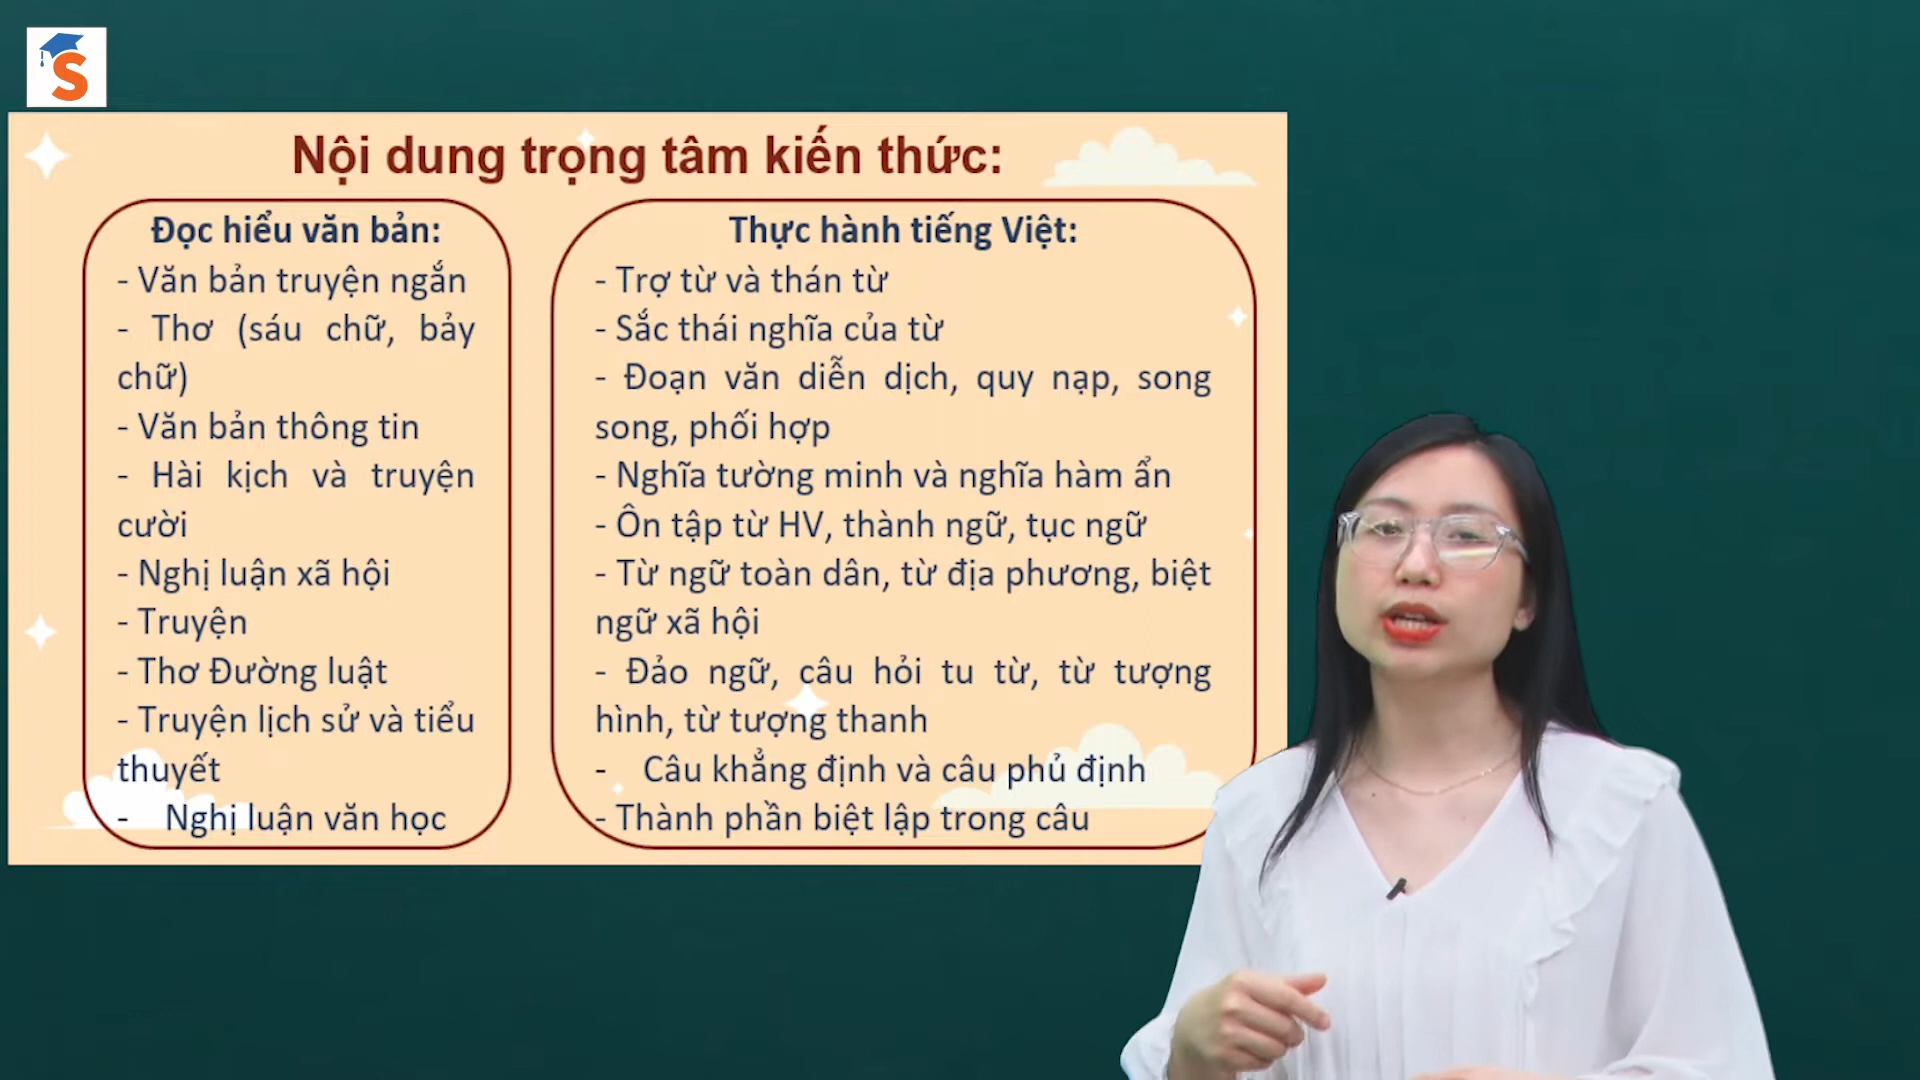 S
Nội dung trọng tâm kiến thức:
Đọc hiểu văn bản:
- Văn bản truyện ngắn
- Thơ (sáu chữ, bảy
chữ)
- Văn bản thông tin
- Hài kịch và truyện
cười
- Nghị luận xã hội
- Truyện
- Thơ Đường luật
- Truyện lịch sử và tiểu
thuyết
- Nghị luận văn học
Thực hành tiếng Việt:
- Trợ từ và thán từ
- Sắc thái nghĩa của từ
- Đoạn văn diễn dịch, quy nạp, song
song, phối hợp
- Nghĩa tường minh và nghĩa hàm ẩn
- Ôn tập từ HV, thành ngữ, tục ngữ
- Từ ngữ toàn dân, từ địa phương, biệt
ngữ xã hội
- Đảo ngữ, câu hỏi tu từ, từ tượng
hình, từ tượng thanh
- Câu khẳng định và câu phủ định
- Thành phần biệt lập trong câu